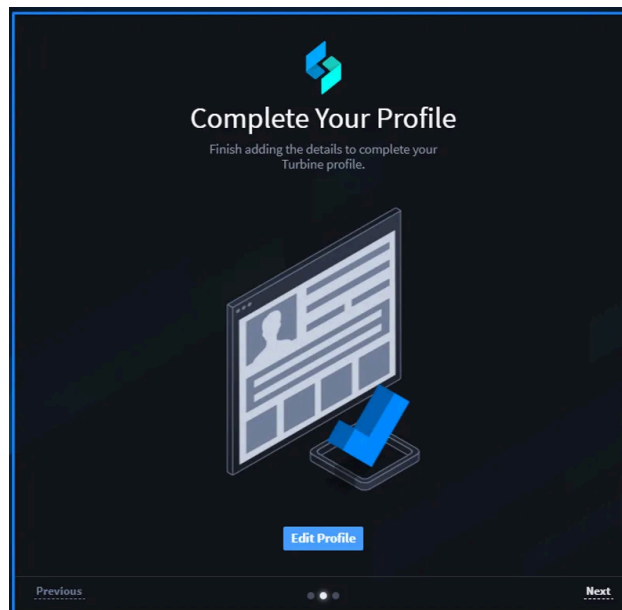 Complete Your Profile
Finish adding the details to complete your
Turbine profile.
Edit Profile
Previous
Next